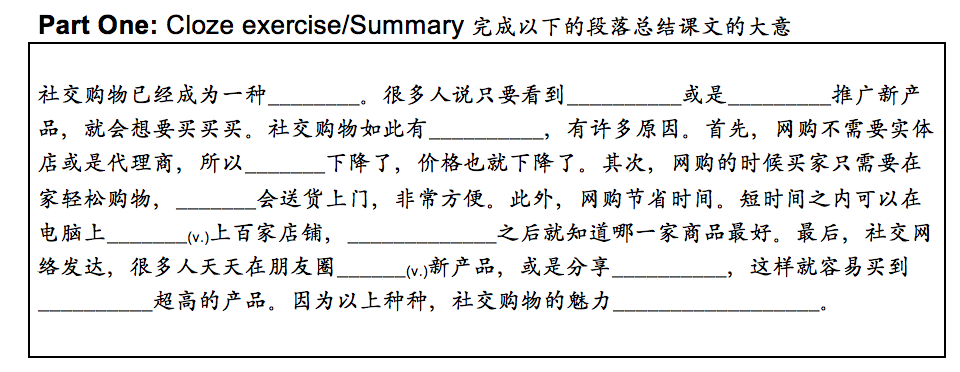 Part One: Cloze exercise/Summary 完成以下的段落总结课文的大意
社交购物已经成为一种________。很多人说只要看到__________或是_________推广新产
品，就会想要买买买。社交购物如此有__________，有许多原因。首先，网购不需要实体
店或是代理商，所以_______下降了，价格也就下降了。其次，网购的时候买家只需要在
家轻松购物，_______会送货上门，非常方便。此外，网购节省时间。短时间之内可以在
电脑上_______(v.)上百家店铺，_____________之后就知道哪一家商品最好。最后，社交网
络发达，很多人天天在朋友圈______(v.)新产品，或是分享__________，这样就容易买到
__________超高的产品。因为以上种种，社交购物的魅力__________________。